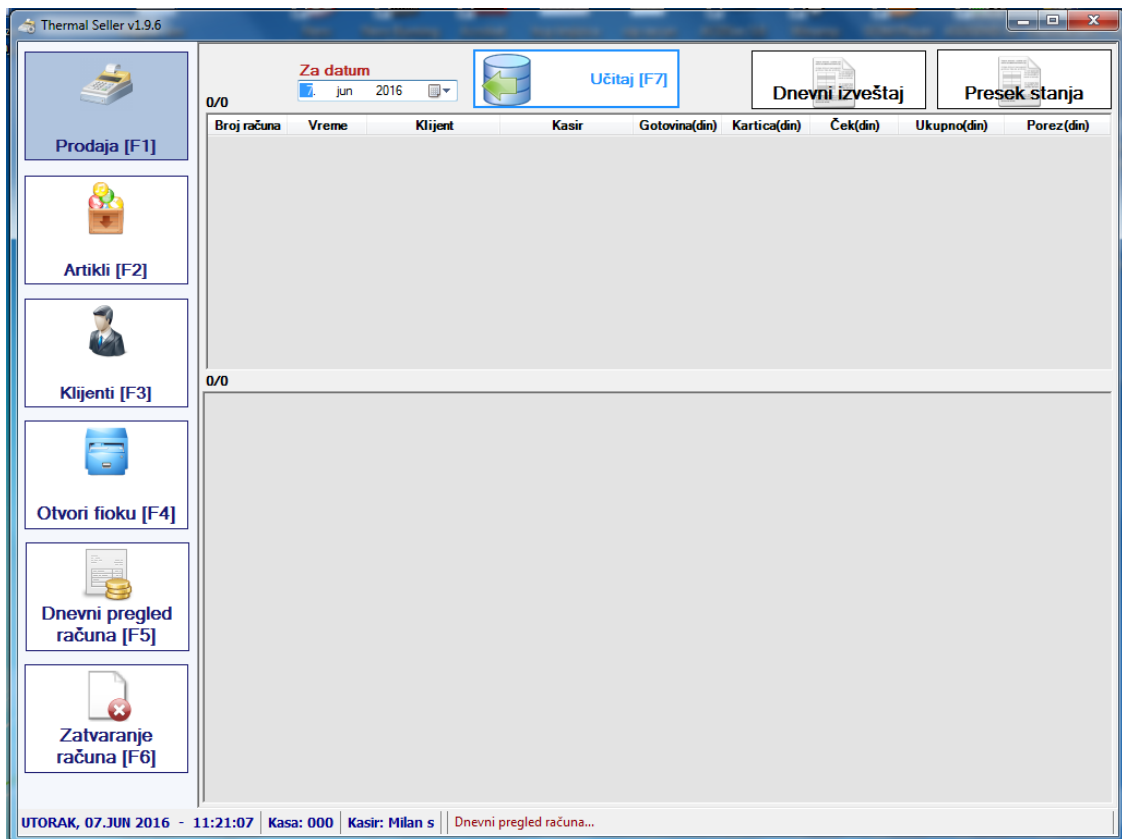 Thermal Seller v1.9.6
Prodaja [F1]
Artikli [F2]
Klijenti [F3]
Otvori fioku [F4]
Dnevni pregled
računa [F5]
Zatvaranje
računa [F6]
Za datum
7. jun 2016
Učitaj [F7]
Dnevni izveštaj
Presek stanja
0/0
Broj računa Vreme Klijent Kasir Gotovina(din) Kartica(din) Ček(din) Ukupno(din) Porez(din)
0/0
UTORAK, 07.JUN 2016 - 11:21:07 Kasa: 000 Kasir: Milan s Dnevni pregled računa...